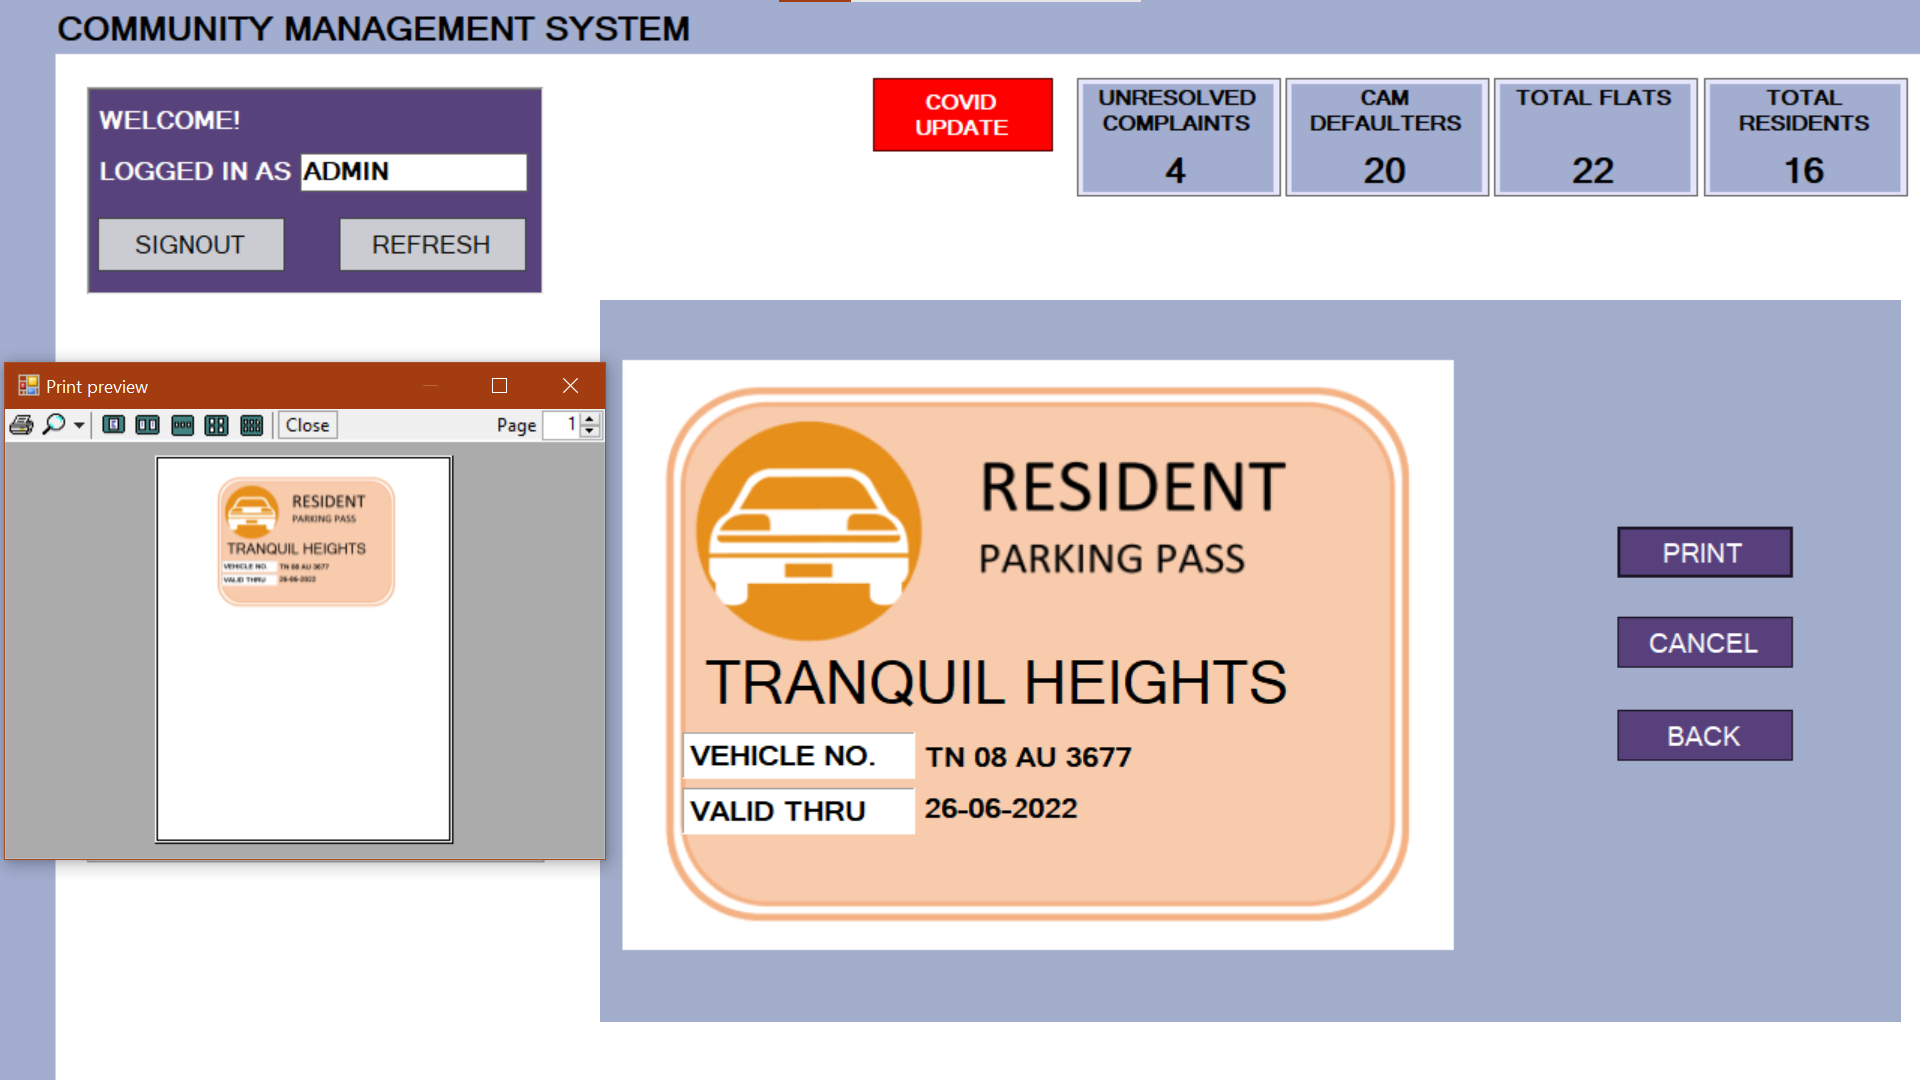 COMMUNITY MANAGEMENT SYSTEM
WELCOME!
LOGGED IN AS ADMIN
SIGNOUT REFRESH
COVID
UPDATE
UNRESOLVED
COMPLAINTS
4
CAM
DEFAULTERS
20
TOTAL FLATS
22
TOTAL
RESIDENTS
16
Print preview
Close Page 1
RESIDENT
PARKING PASS
TRANQUIL HEIGHTS
VEHICLE NO. TN 08 AU 3677
VALID THRU 26-06-2022
RESIDENT
PARKING PASS
TRANQUIL HEIGHTS
VEHICLE NO. TN 08 AU 3677
VALID THRU 26-06-2022
PRINT
CANCEL
BACK